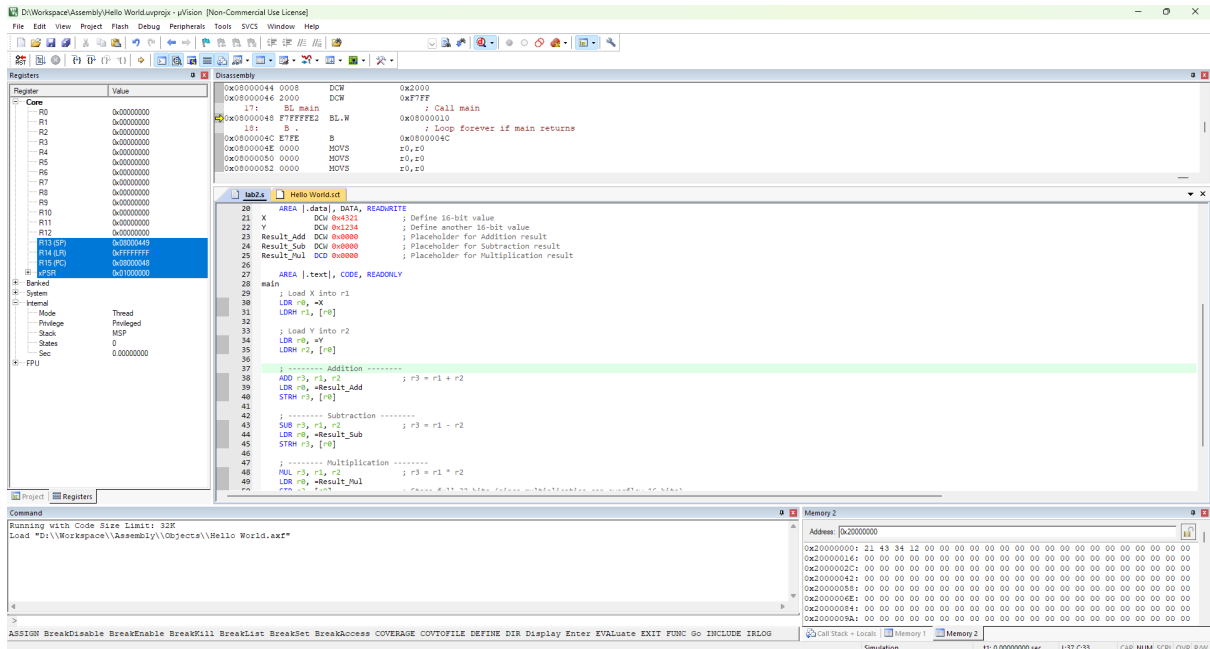 D:\Workspace\Assembly\Hello World.uvprojx - µVision [Non-Commercial Use License]
File Edit View Project Flash Debug Peripherals Tools SVCS Window Help
Registers
Register Value
Core
R0 0x00000000
R1 0x00000000
R2 0x00000000
R3 0x00000000
R4 0x00000000
R5 0x00000000
R6 0x00000000
R7 0x00000000
R8 0x00000000
R9 0x00000000
R10 0x00000000
R11 0x00000000
R12 0x00000000
R13 (SP) 0x08000449
R14 (LR) 0xFFFFFFFF
R15 (PC) 0x08000048
xPSR 0x01000000
Banked
System
Internal
Mode Thread
Privilege Privileged
Stack MSP
States 0
Sec 0.00000000
FPU
Project Registers
Disassembly
0x08000044 0008 DCW 0x2000
0x08000046 2000 DCW 0xF7FF
17: BL main ; Call main
0x08000048 F7FFFFE2 BL.W 0x08000010
18: B . ; Loop forever if main returns
0x0800004C E7FE B 0x0800004C
0x0800004E 0000 MOVS r0,r0
0x08000050 0000 MOVS r0,r0
0x08000052 0000 MOVS r0,r0
lab2.s Hello World.sct
20 AREA |.data|, DATA, READWRITE
21 X DCW 0x4321 ; Define 16-bit value
22 Y DCW 0x1234 ; Define another 16-bit value
23 Result_Add DCW 0x0000 ; Placeholder for Addition result
24 Result_Sub DCW 0x0000 ; Placeholder for Subtraction result
25 Result_Mul DCD 0x0000 ; Placeholder for Multiplication result
26
27 AREA |.text|, CODE, READONLY
28 main
29 ; Load X into r1
30 LDR r0, =X
31 LDRH r1, [r0]
32
33 ; Load Y into r2
34 LDR r0, =Y
35 LDRH r2, [r0]
36
37 ; -------- Addition --------
38 ADD r3, r1, r2 ; r3 = r1 + r2
39 LDR r0, =Result_Add
40 STRH r3, [r0]
41
42 ; -------- Subtraction --------
43 SUB r3, r1, r2 ; r3 = r1 - r2
44 LDR r0, =Result_Sub
45 STRH r3, [r0]
46
47 ; -------- Multiplication --------
48 MUL r3, r1, r2 ; r3 = r1 * r2
49 LDR r0, =Result_Mul
Command
Running with Code Size Limit: 32K
Load "D:\\Workspace\\Assembly\\Objects\\Hello World.axf"
>
ASSIGN BreakDisable BreakEnable BreakKill BreakList BreakSet BreakAccess COVERAGE COVTOFILE DEFINE DIR Display Enter EVALuate EXIT FUNC Go INCLUDE IRLOG
Memory 2
Address: 0x20000000
0x20000000: 21 43 34 12 00 00 00 00 00 00 00 00 00 00 00 00 00 00 00 00 00 00
0x20000016: 00 00 00 00 00 00 00 00 00 00 00 00 00 00 00 00 00 00 00 00 00 00
0x2000002C: 00 00 00 00 00 00 00 00 00 00 00 00 00 00 00 00 00 00 00 00 00 00
0x20000042: 00 00 00 00 00 00 00 00 00 00 00 00 00 00 00 00 00 00 00 00 00 00
0x20000058: 00 00 00 00 00 00 00 00 00 00 00 00 00 00 00 00 00 00 00 00 00 00
0x2000006E: 00 00 00 00 00 00 00 00 00 00 00 00 00 00 00 00 00 00 00 00 00 00
0x20000084: 00 00 00 00 00 00 00 00 00 00 00 00 00 00 00 00 00 00 00 00 00 00
0x2000009A: 00 00 00 00 00 00 00 00 00 00 00 00 00 00 00 00 00 00 00 00 00 00
Call Stack + Locals Memory 1 Memory 2
Simulation t1: 0.00000000 sec L:37 C:33 CAP NUM SCRL OVR R/W